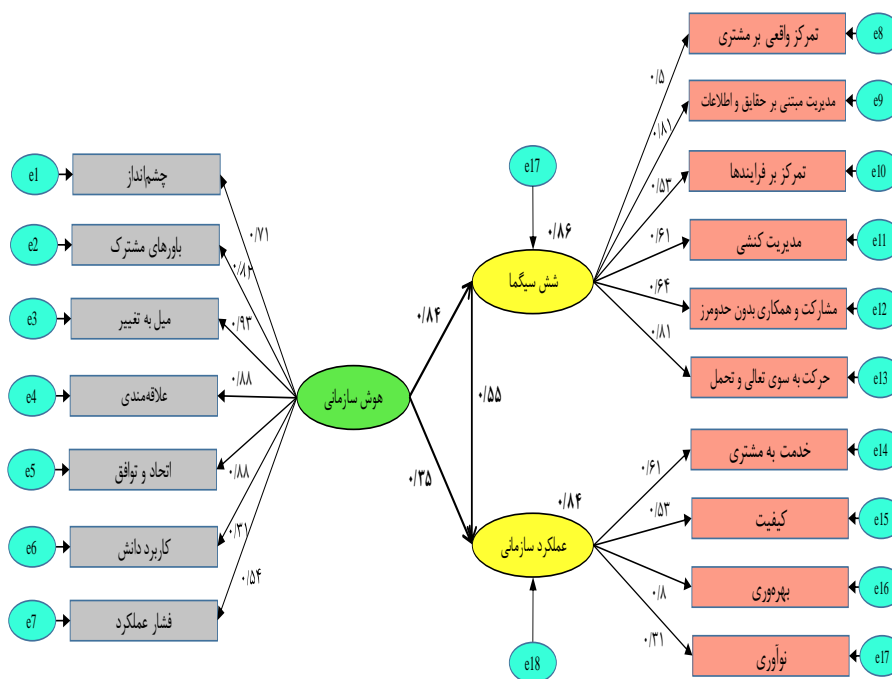 e8
تمرکز واقعی بر مشتری
۰/۵
e9
مدیریت مبتنی بر حقایق و اطلاعات
۰/۸۱
e10
تمرکز بر فرایندها
۰/۵۳
e11
مدیریت کنشی
۰/۶۱
e12
مشارکت و همکاری بدون حدومرز
۰/۶۴
e13
حرکت به سوی تعالی و تحمل
۰/۸۱
e17
۰/۸۶
شش سیگما
e1
چشم‌انداز
۰/۷۱
e2
باورهای مشترک
۰/۸۲
e3
میل به تغییر
۰/۹۳
e4
علاقه‌مندی
۰/۸۸
e5
اتحاد و توافق
۰/۸۸
e6
کاربرد دانش
۰/۳۱
e7
فشار عملکرد
۰/۵۴
هوش سازمانی
۰/۸۴
۰/۵۵
۰/۳۵
۰/۸۴
عملکرد سازمانی
e18
e14
خدمت به مشتری
۰/۶۱
e15
کیفیت
۰/۵۳
e16
بهره‌وری
۰/۸
e17
نوآوری
۰/۳۱